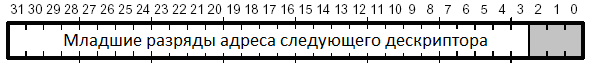 31 30 29 28 27 26 25 24 23 22 21 20 19 18 17 16 15 14 13 12 11 10 9 8 7 6 5 4 3 2 1 0
Младшие разряды адреса следующего дескриптора